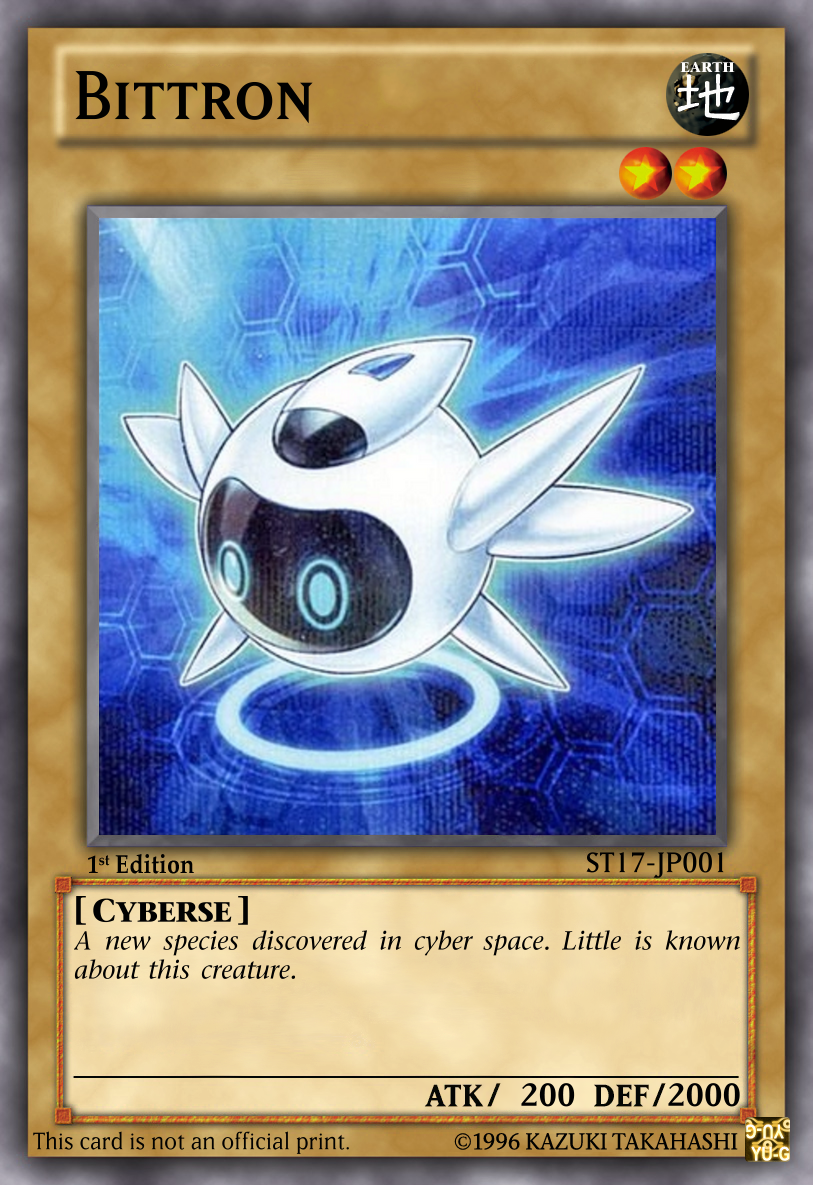 Bittron
EARTH
地
1st Edition
ST17-JP001
[ Cyberse ]
A new species discovered in cyber space. Little is known
about this creature.
ATK/ 200 DEF/2000
This card is not an official print.
©1996 KAZUKI TAKAHASHI